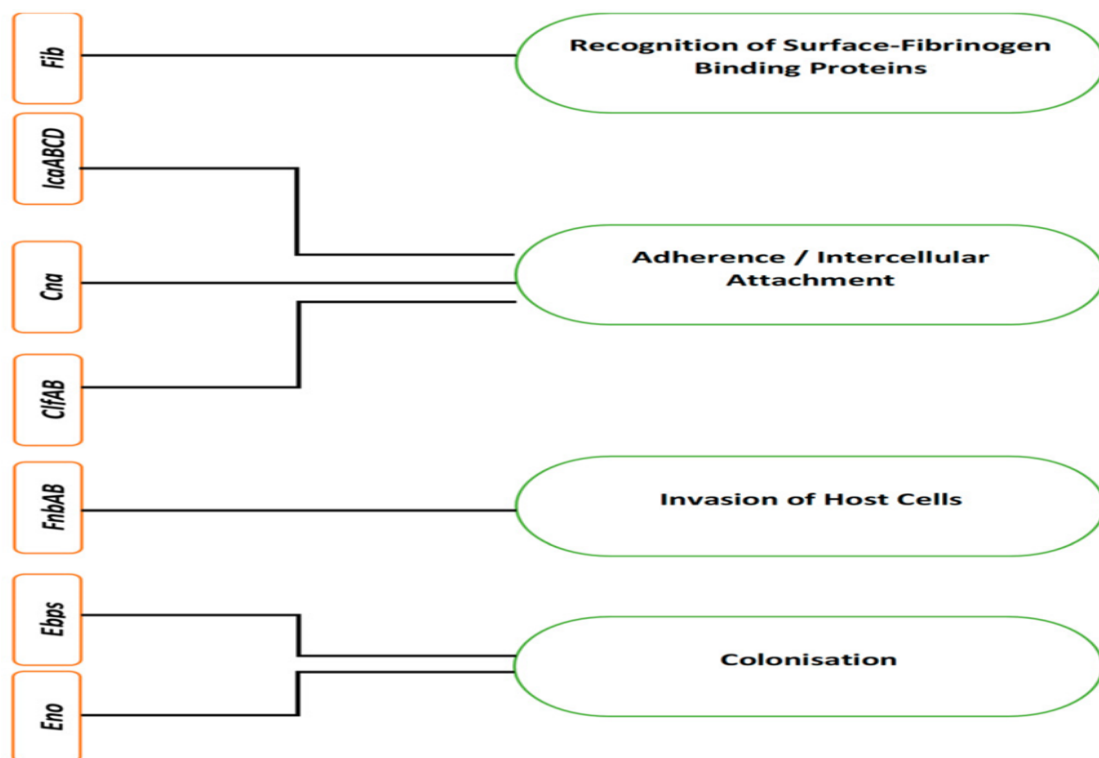 Fib
Recognition of Surface-Fibrinogen
Binding Proteins
IcaABCD
Cna
Adherence / Intercellular
Attachment
ClfAB
FnbAB
Invasion of Host Cells
Ebps
Colonisation
Eno